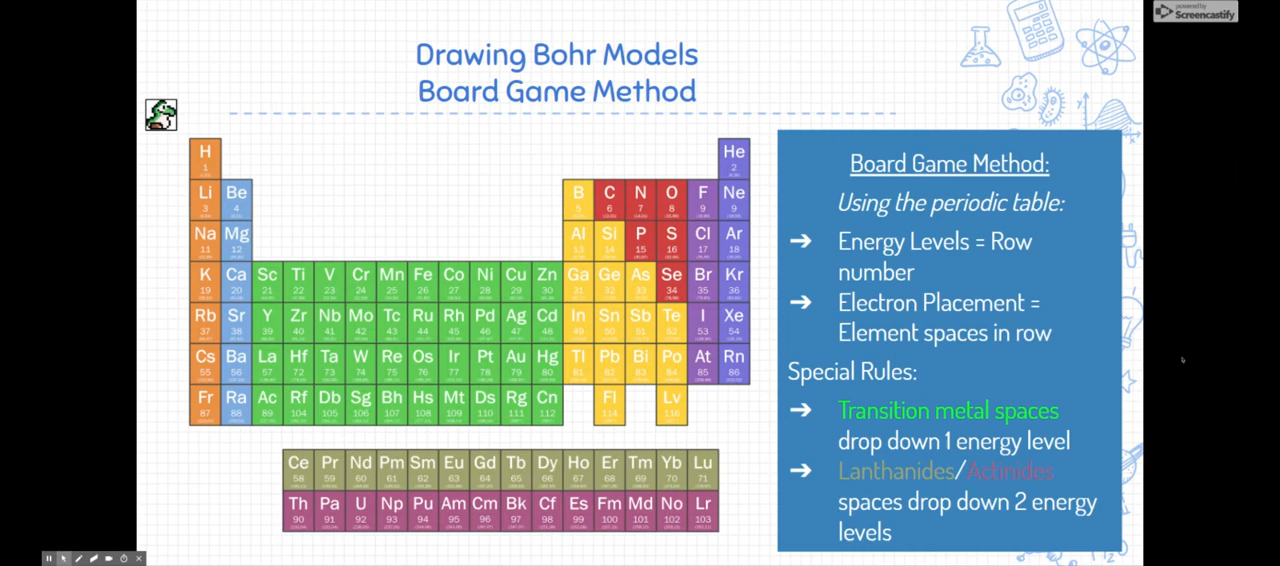 powered by
Screencastify
Drawing Bohr Models
Board Game Method
H He
1 2
Li Be B C N O F Ne
3 4 5 6 7 8 9 9
Na Mg Al Si P S Cl Ar
11 12 13 14 15 16 17 18
K Ca Sc Ti V Cr Mn Fe Co Ni Cu Zn Ga Ge As Se Br Kr
19 20 21 22 23 24 25 26 27 28 29 30 31 32 33 34 35 36
Rb Sr Y Zr Nb Mo Tc Ru Rh Pd Ag Cd In Sn Sb Te I Xe
37 38 39 40 41 42 43 44 45 46 47 48 49 50 51 52 53 54
Cs Ba La Hf Ta W Re Os Ir Pt Au Hg Tl Pb Bi Po At Rn
55 56 57 72 73 74 75 76 77 78 79 80 81 82 83 84 85 86
Fr Ra Ac Rf Db Sg Bh Hs Mt Ds Rg Cn Fl Lv
87 88 89 104 105 106 107 108 109 110 111 112 114 116
Ce Pr Nd Pm Sm Eu Gd Tb Dy Ho Er Tm Yb Lu
58 59 60 61 62 63 64 65 66 67 68 69 70 71
Th Pa U Np Pu Am Cm Bk Cf Es Fm Md No Lr
90 91 92 93 94 95 96 97 98 99 100 101 102 103
Board Game Method:
Using the periodic table:
➔ Energy Levels = Row
number
➔ Electron Placement =
Element spaces in row
Special Rules:
➔ Transition metal spaces
drop down 1 energy level
➔ Lanthanides/Actinides
spaces drop down 2 energy
levels